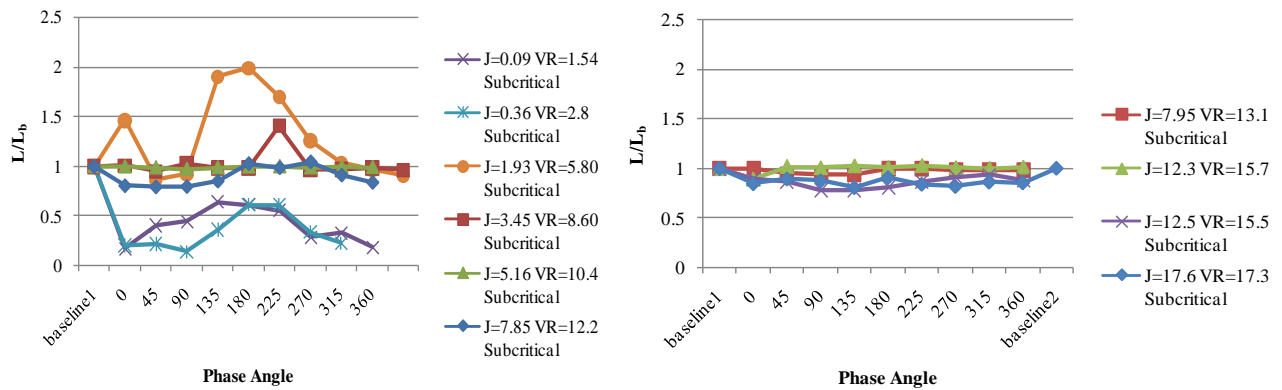 2.5
2
1.5
1
0.5
0
L/Lb
baseline1
0
45
90
135
180
225
270
315
360
Phase Angle
J=0.09 VR=1.54
Subcritical
J=0.36 VR=2.8
Subcritical
J=1.93 VR=5.80
Subcritical
J=3.45 VR=8.60
Subcritical
J=5.16 VR=10.4
Subcritical
J=7.85 VR=12.2
Subcritical
2.5
2
1.5
1
0.5
0
L/Lb
baseline1
0
45
90
135
180
225
270
315
360
baseline2
Phase Angle
J=7.95 VR=13.1
Subcritical
J=12.3 VR=15.7
J=12.5 VR=15.5
Subcritical
J=17.6 VR=17.3
Subcritical